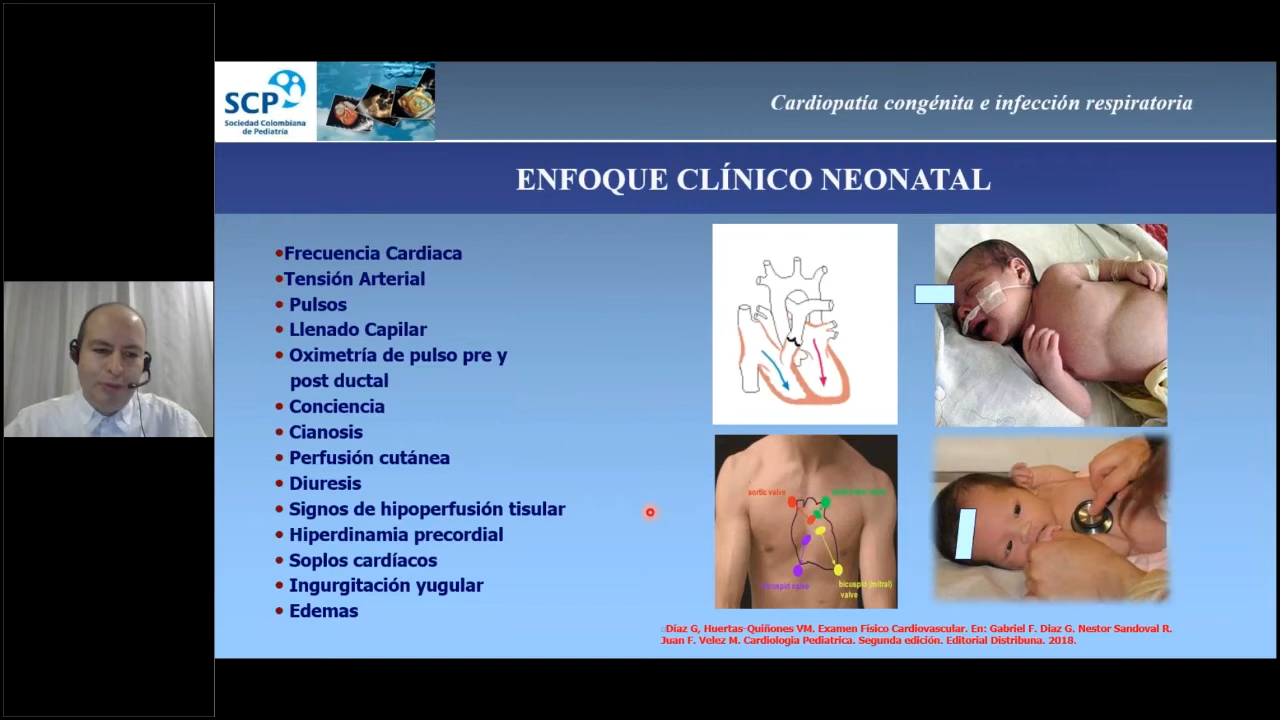 SCP
Sociedad Colombiana
de Pediatría
Cardiopatía congénita e infección respiratoria
ENFOQUE CLÍNICO NEONATAL
•Frecuencia Cardiaca
•Tensión Arterial
• Pulsos
• Llenado Capilar
• Oximetría de pulso pre y
post ductal
• Conciencia
• Cianosis
• Perfusión cutánea
• Diuresis
• Signos de hipoperfusión tisular
• Hiperdinamia precordial
• Soplos cardíacos
• Ingurgitación yugular
• Edemas
aortic valve
valve
bicuspid (mitral)
valve
Díaz G, Huertas-Quiñones VM. Examen Físico Cardiovascular. En: Gabriel F. Diaz G. Nestor Sandoval R.
Juan F. Velez M. Cardiologia Pediatrica. Segunda edición. Editorial Distribuna. 2018.